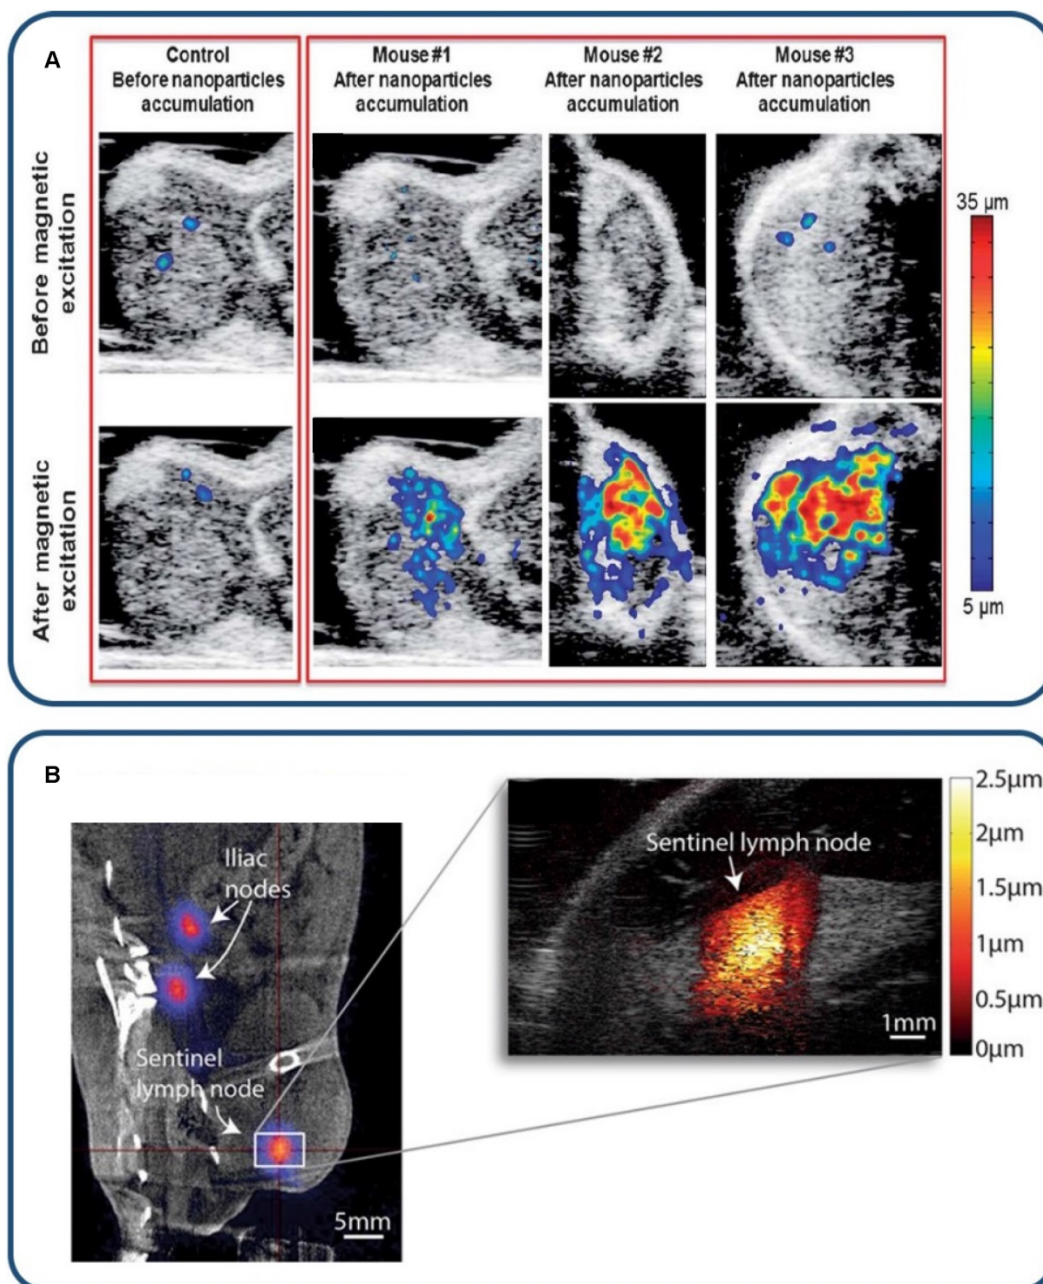 A
Control
Before nanoparticles
accumulation
Mouse #1
After nanoparticles
accumulation
Mouse #2
After nanoparticles
accumulation
Mouse #3
After nanoparticles
accumulation
Before magnetic
excitation
After magnetic
excitation
35 µm
5 µm
B
Iliac
nodes
Sentinel
lymph node
5mm
Sentinel lymph node
1mm
2.5µm
2µm
1.5µm
1µm
0.5µm
0µm